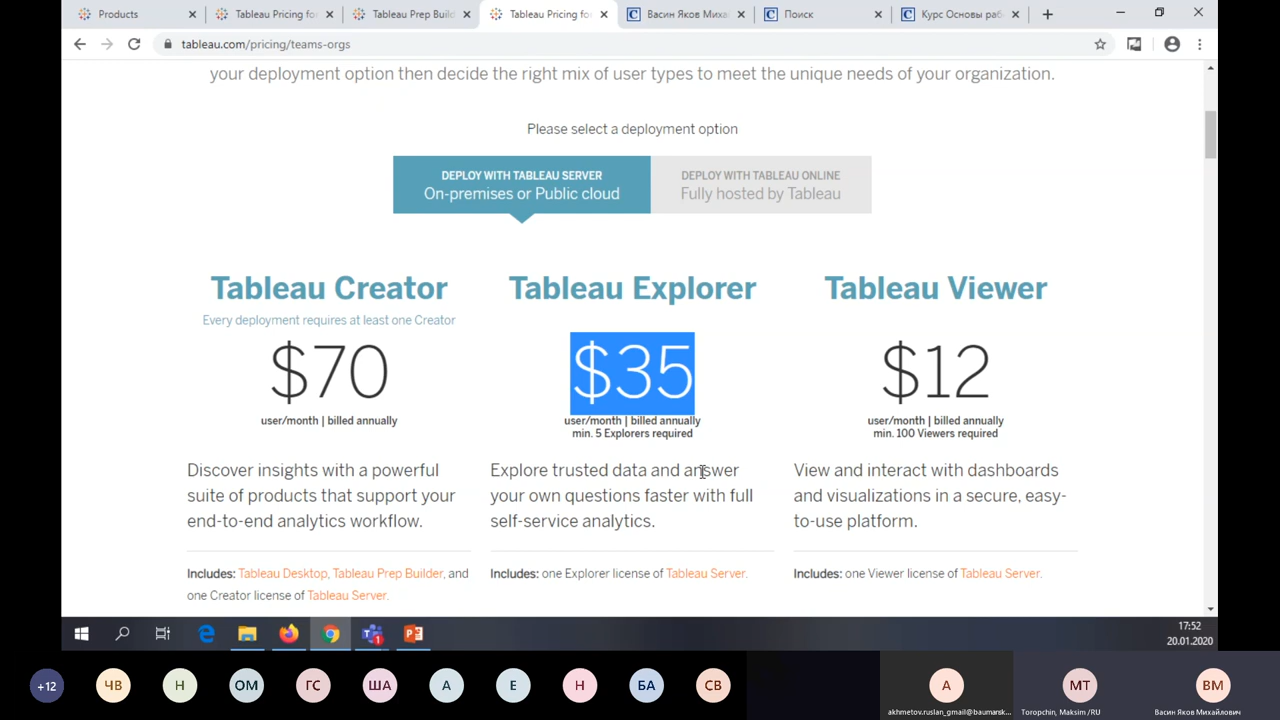 Products
Tableau Pricing fo
Tableau Prep Buil
Tableau Pricing fo
Васин Яков Миха
Поиск
Курс Основы раб
tableau.com/pricing/teams-orgs
your deployment option then decide the right mix of user types to meet the unique needs of your organization.
Please select a deployment option
DEPLOY WITH TABLEAU SERVER
On-premises or Public cloud
DEPLOY WITH TABLEAU ONLINE
Fully hosted by Tableau
Tableau Creator
Every deployment requires at least one Creator
$70
user/month | billed annually
Discover insights with a powerful
suite of products that support your
end-to-end analytics workflow.
Includes: Tableau Desktop, Tableau Prep Builder, and
one Creator license of Tableau Server.
Tableau Explorer
$35
user/month | billed annually
min. 5 Explorers required
Explore trusted data and answer
your own questions faster with full
self-service analytics.
Includes: one Explorer license of Tableau Server.
Tableau Viewer
$12
user/month | billed annually
min. 100 Viewers required
View and interact with dashboards
and visualizations in a secure, easy-
to-use platform.
Includes: one Viewer license of Tableau Server.
1
17:52
20.01.2020
+12
ЧВ
Н
ОМ
ГС
ША
А
Е
Н
БА
СВ
А
akhmetov.ruslan_gmail@baumarsk...
МТ
Toropchin, Maksim /RU
ВМ
Васин Яков Михайлович